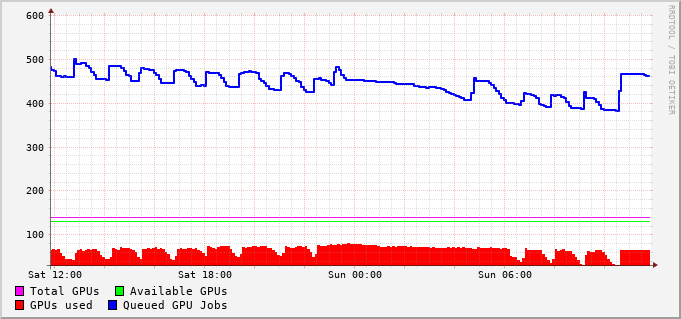 600
500
400
300
200
100
Sat 12:00 Sat 18:00 Sun 00:00 Sun 06:00
Total GPUs Available GPUs
GPUs used Queued GPU Jobs
RRDTOOL / TOBI OETIKER